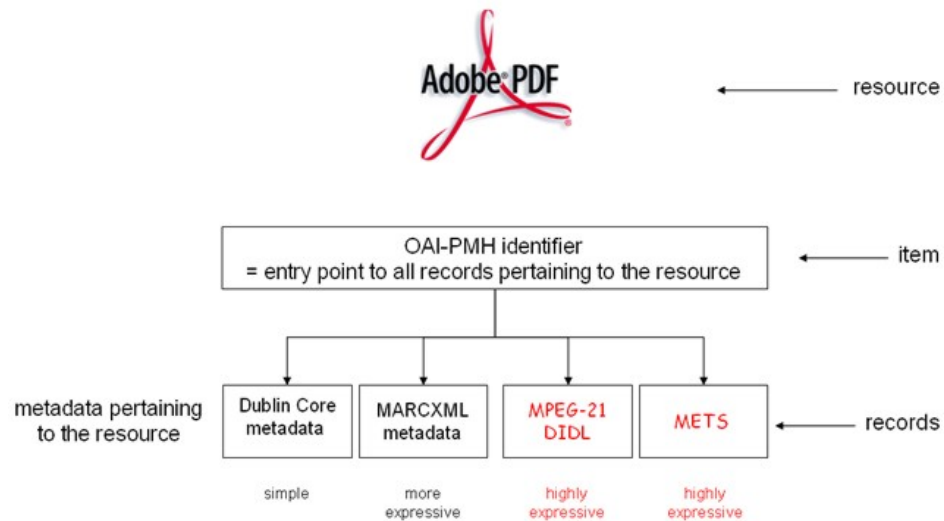 Adobe® PDF
resource
OAI-PMH identifier
= entry point to all records pertaining to the resource
item
metadata pertaining
to the resource
Dublin Core
metadata
MARCXML
metadata
MPEG-21
DIDL
METS
records
simple
more
expressive
highly
expressive
highly
expressive